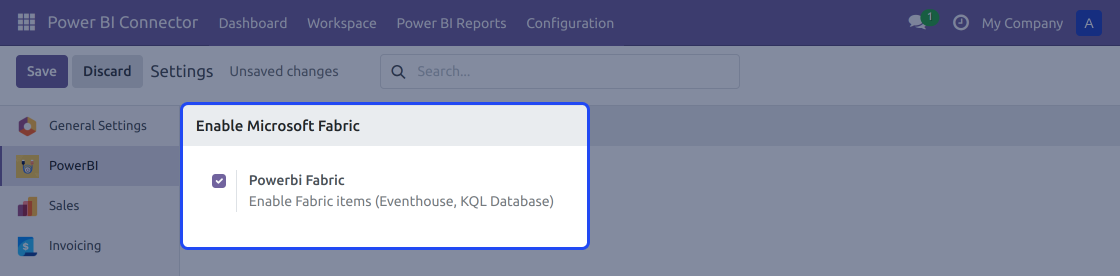 Power BI Connector Dashboard Workspace Power BI Reports Configuration 1 My Company A
Save Discard Settings Unsaved changes Search...
General Settings
PowerBI
Sales
Invoicing
Enable Microsoft Fabric
Powerbi Fabric
Enable Fabric items (Eventhouse, KQL Database)